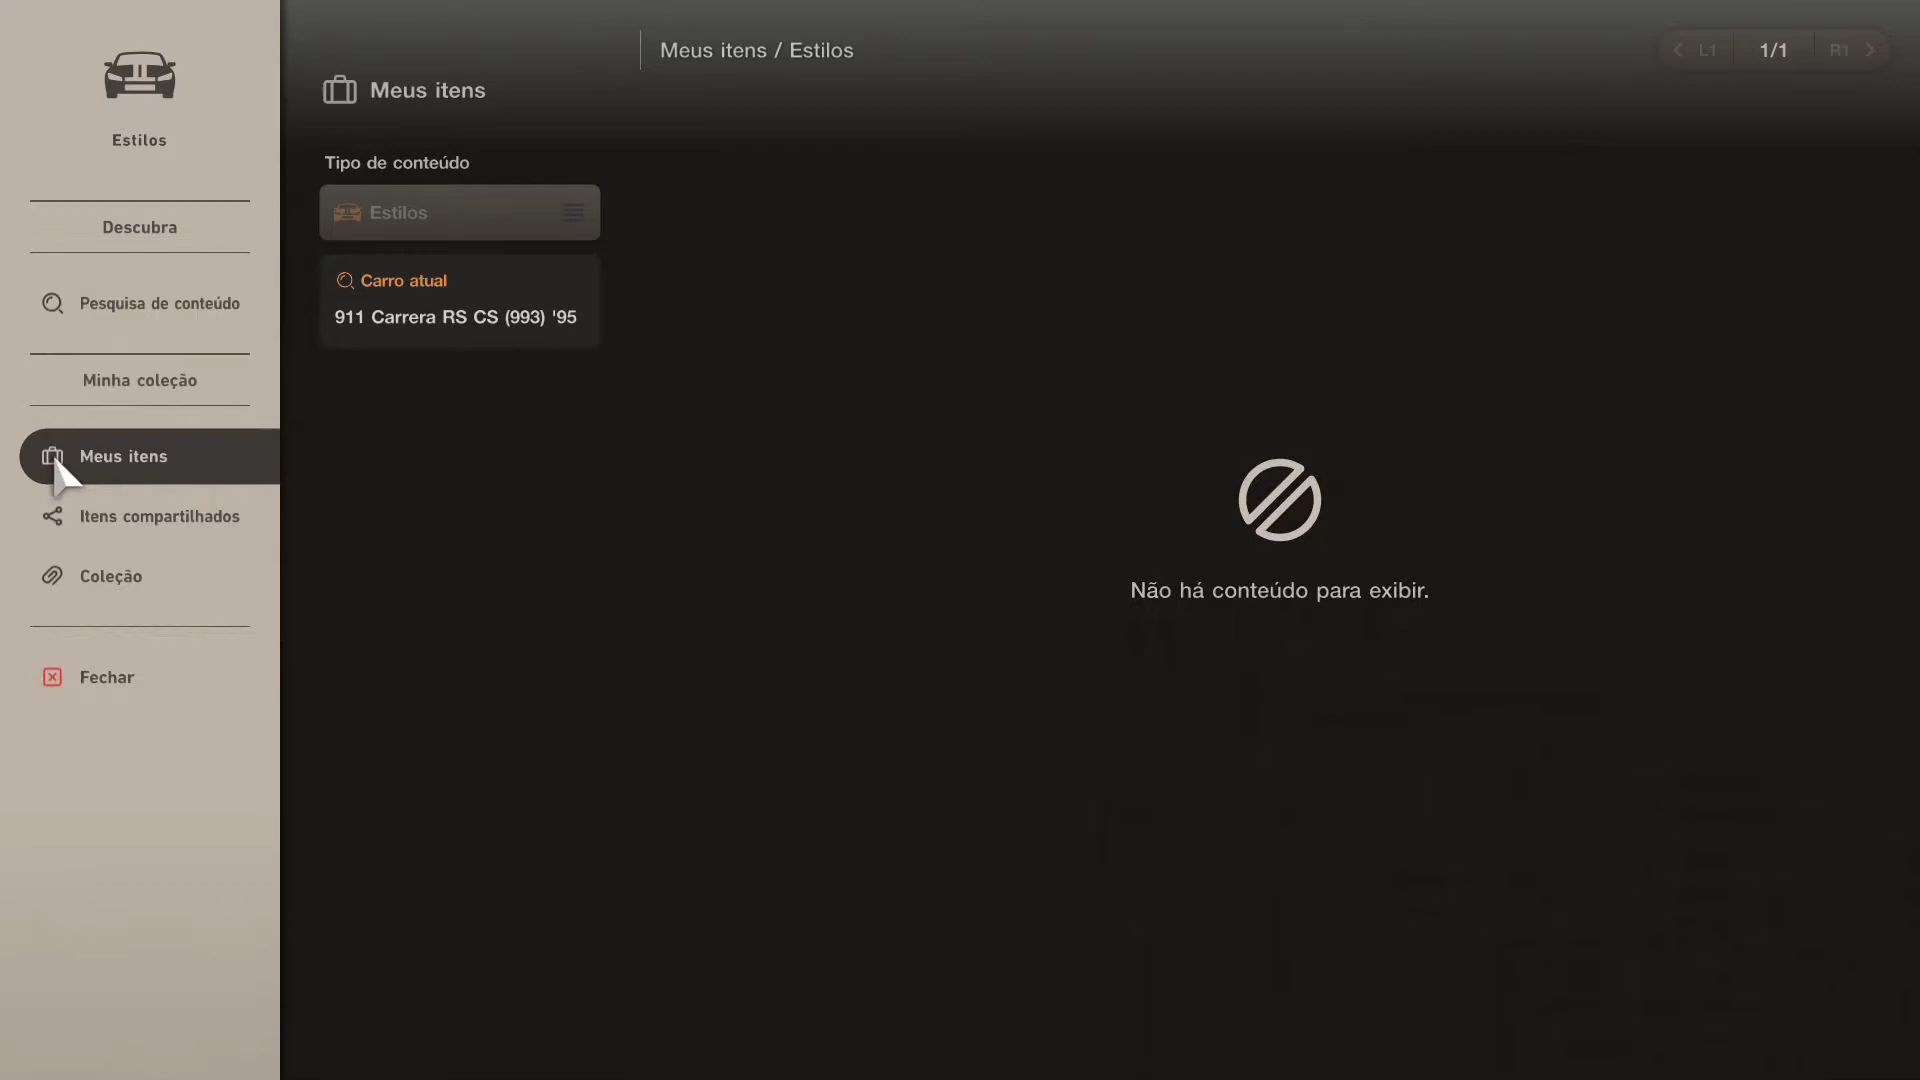 Estilos
Descubra
Pesquisa de conteúdo
Minha coleção
Meus itens
Itens compartilhados
Coleção
Fechar
Meus itens / Estilos
L1
1/1
R1
Meus itens
Tipo de conteúdo
Estilos
Carro atual
911 Carrera RS CS (993) '95
Não há conteúdo para exibir.